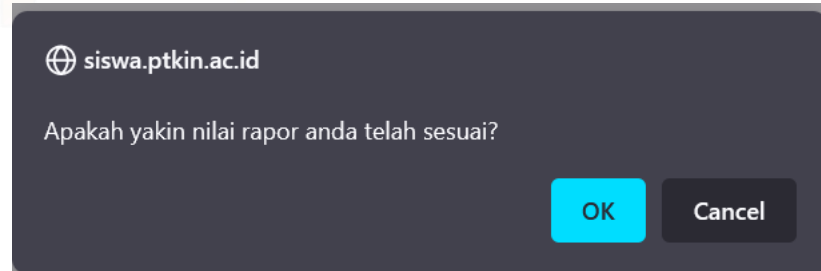 siswa.ptkin.ac.id
Apakah yakin nilai rapor anda telah sesuai?
OK Cancel